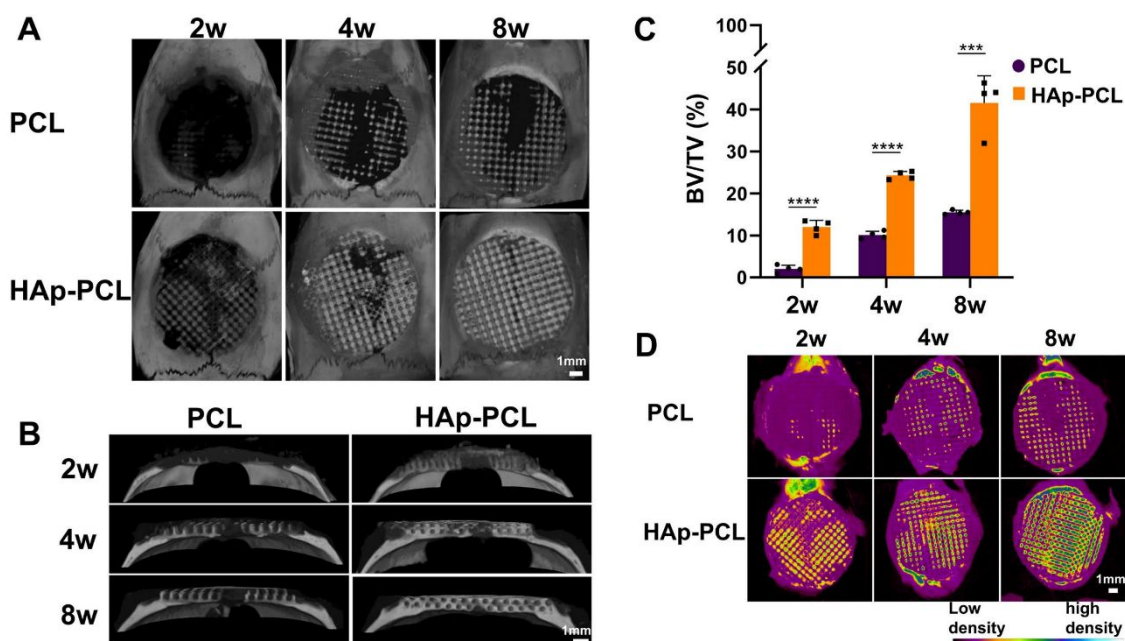 A
2w 4w 8w
PCL
HAp-PCL
1mm
B
PCL HAp-PCL
2w
4w
8w
1mm
C
BV/TV (%)
100
50
40
30
20
10
0
****
****
***
2w 4w 8w
PCL
HAp-PCL
D
2w 4w 8w
PCL
HAp-PCL
1mm
Low density
high density